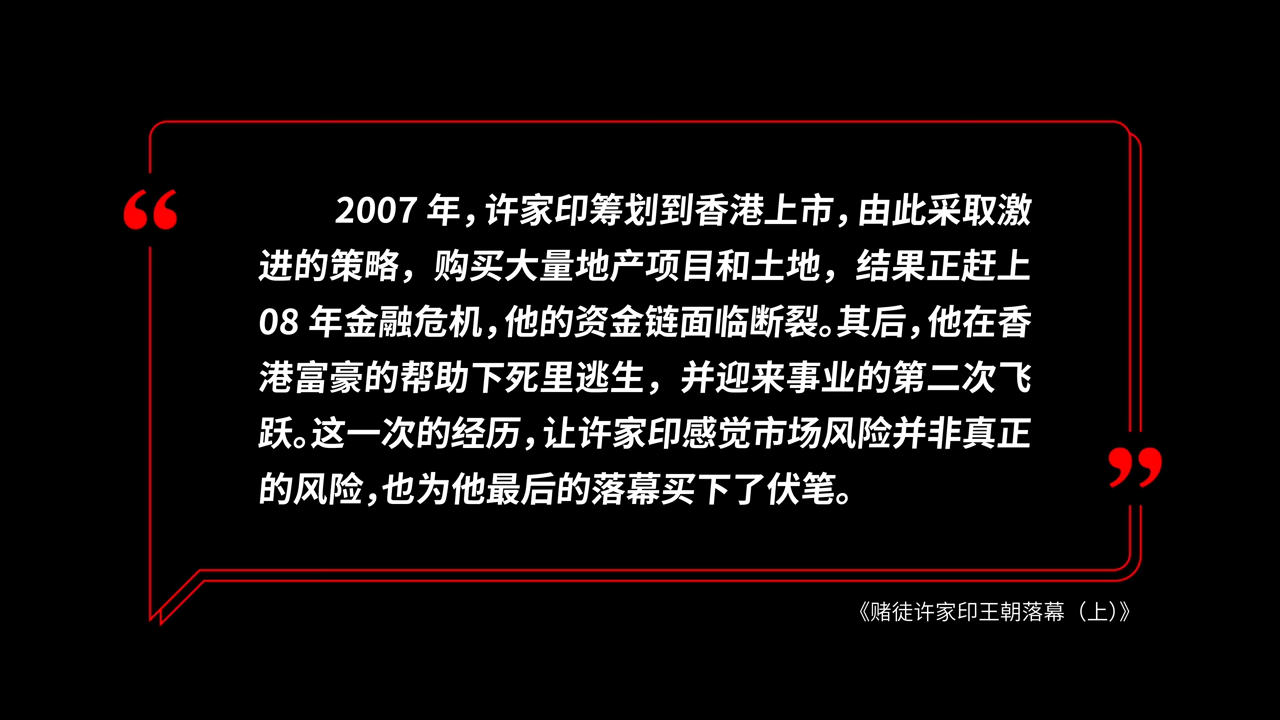 “
2007 年，许家印筹划到香港上市，由此采取激
进的策略，购买大量地产项目和土地，结果正赶上
08 年金融危机，他的资金链面临断裂。其后，他在香
港富豪的帮助下死里逃生，并迎来事业的第二次飞
跃。这一次的经历，让许家印感觉市场风险并非真正
的风险，也为他最后的落幕买下了伏笔。
”
《赌徒许家印王朝落幕（上）》